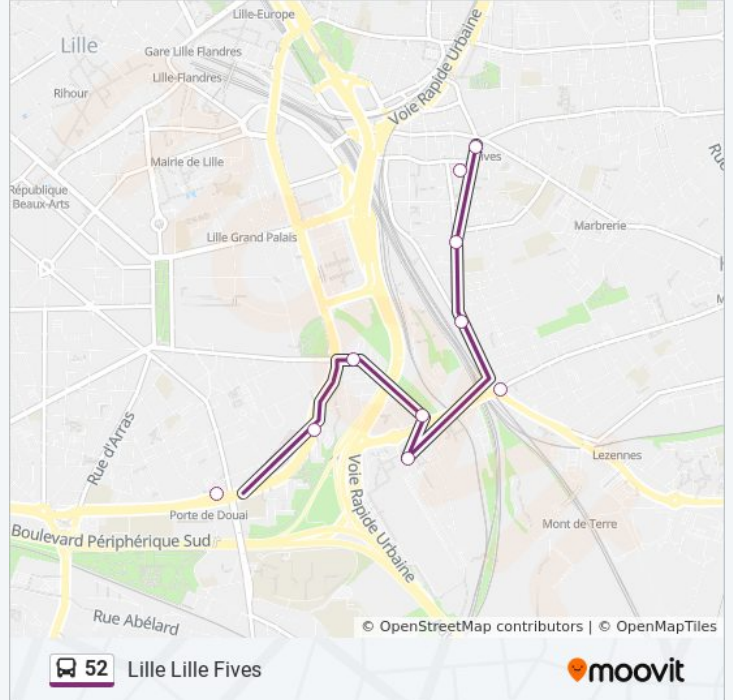 Lille-Europe
Lille
Gare Lille Flandres
Lille-Flandres
Rihour
Voie Rapide Urbaine
ives
Rue
Mairie de Lille
République
Beaux-Arts
Marbrerie
Lille Grand Palais
Rue d'Arras
Lezennes
Voie Rapide Urbaine
Porte de Douai
Mont de Terre
Boulevard Périphérique Sud
Rue Abélard
© OpenStreetMap contributors | © OpenMapTiles
52 Lille Lille Fives
moovit